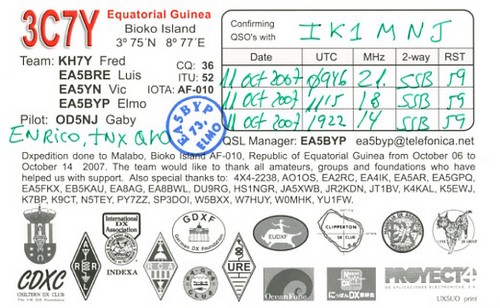 3C7Y Equatorial Guinea
Bioko Island
3° 75´N 8° 77´E
Confirming
QSO's with IK1MNJ
Team: KH7Y Fred
EA5BRE Luis
EA5YN Vic
EA5BYP Elmo
Pilot: OD5NJ Gaby
CQ: 36
ITU: 52
IOTA: AF-010
Date UTC MHz 2-way RST
11 OCT 2007 0946 21 SSB 59
11 OCT 2007 1115 18 SSB 59
11 OCT 2007 1922 14 SSB 59
EA5BYP
73,
ELMO
ENRICO, TNX QSO
QSL Manager: EA5BYP ea5byp@telefonica.net
Dxpedition done to Malabo, Bioko Island AF-010, Republic of Equatorial Guinea from October 06 to
October 14 2007. The team would like to thank all amateurs, groups and foundations who have
helped us with support. Also special thanks to: 4X4-2238, AO1OS, EA2RC, EA4IK, EA5AR, EA5GPQ,
EA5FKX, EB5KAU, EA8AG, EA8BWL, DU9RG, HS1NGR, JA5XWB, JR2KDN, JT1BV, K4KAL, K5EWJ,
K7BP, K9CT, N5TEY, PY7ZZ, SP3DOI, W5BXX, W7HUY, W0MHK, YU1FW.
International
DX
Association
INDEXA
GDXF
EUDXF
CLIPPERTON
DX CLUB
CDXC
CHILTERN DX CLUB
ARRL
URE
OceanFune
PROYECT4
UX5UO print